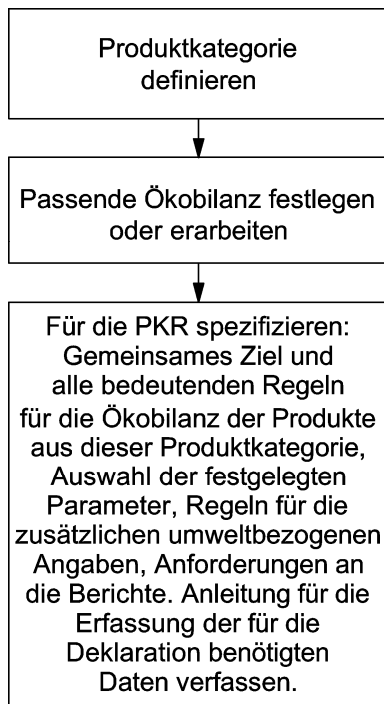 Produktkategorie
definieren
Passende Ökobilanz festlegen
oder erarbeiten
Für die PKR spezifizieren:
Gemeinsames Ziel und
alle bedeutenden Regeln
für die Ökobilanz der Produkte
aus dieser Produktkategorie,
Auswahl der festgelegten
Parameter, Regeln für die
zusätzlichen umweltbezogenen
Angaben, Anforderungen an
die Berichte. Anleitung für die
Erfassung der für die
Deklaration benötigten
Daten verfassen.